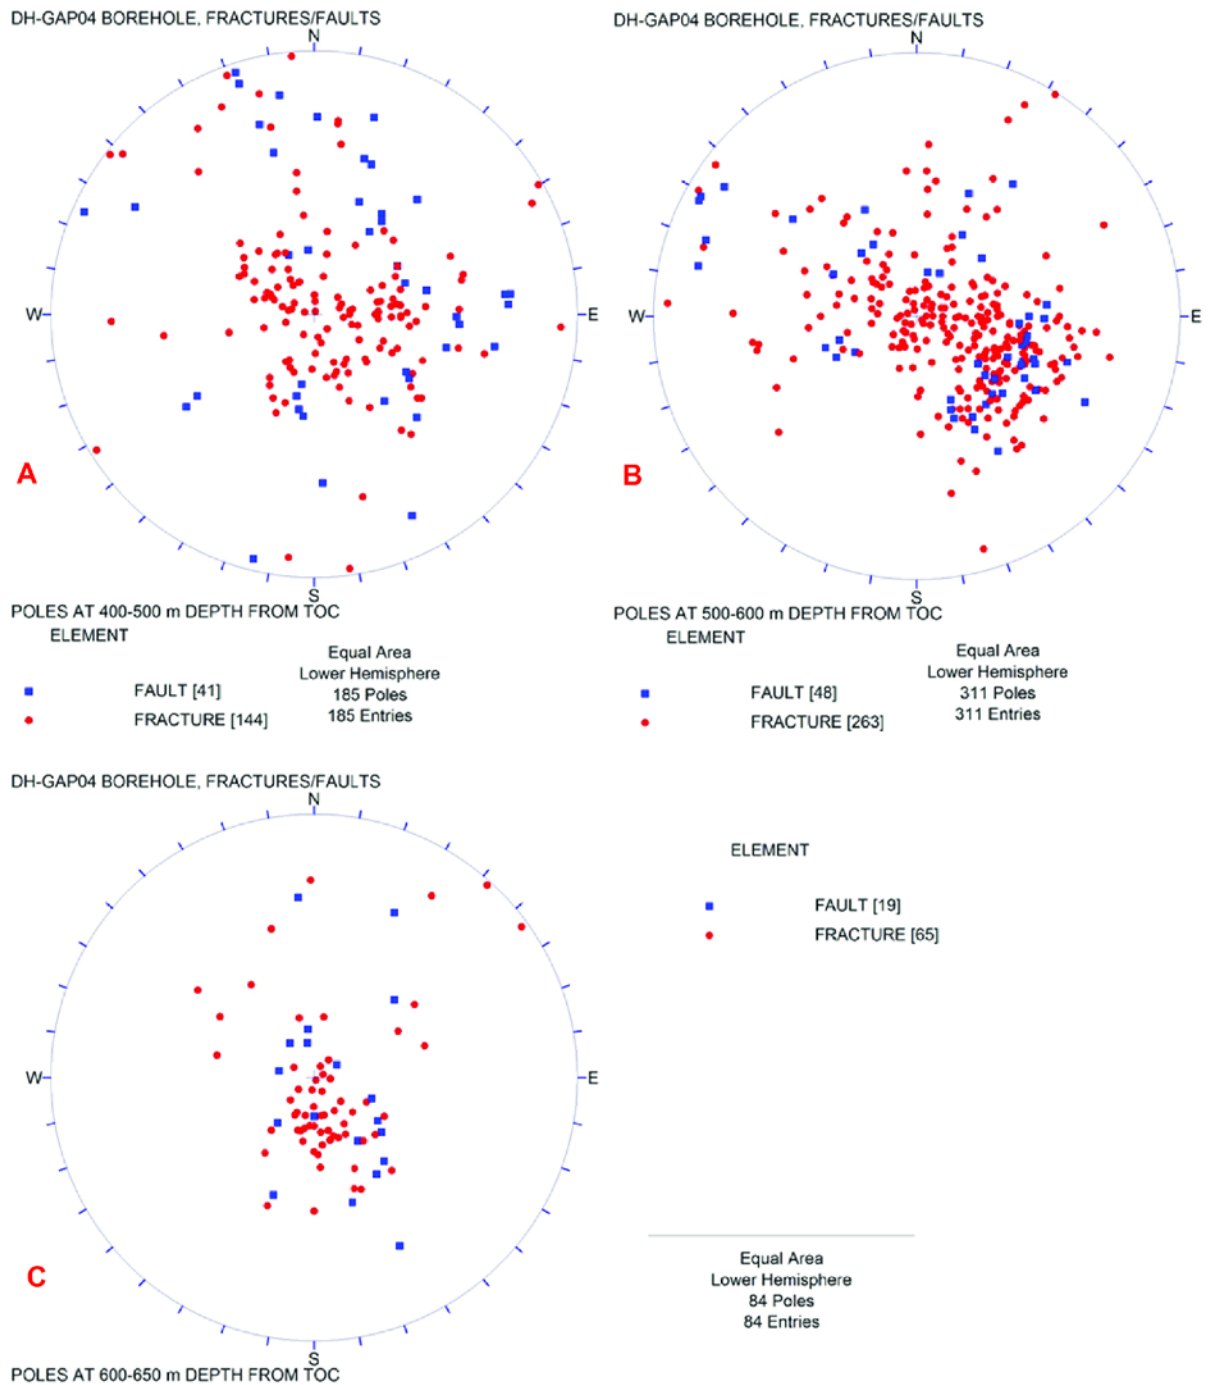 DH-GAP04 BOREHOLE, FRACTURES/FAULTS
N
W
E
S
A
POLES AT 400-500 m DEPTH FROM TOC
ELEMENT
FAULT [41]
FRACTURE [144]
Equal Area
Lower Hemisphere
185 Poles
185 Entries
DH-GAP04 BOREHOLE, FRACTURES/FAULTS
N
W
E
S
B
POLES AT 500-600 m DEPTH FROM TOC
ELEMENT
FAULT [48]
FRACTURE [263]
Equal Area
Lower Hemisphere
311 Poles
311 Entries
DH-GAP04 BOREHOLE, FRACTURES/FAULTS
N
W
E
S
C
POLES AT 600-650 m DEPTH FROM TOC
ELEMENT
FAULT [19]
FRACTURE [65]
Equal Area
Lower Hemisphere
84 Poles
84 Entries